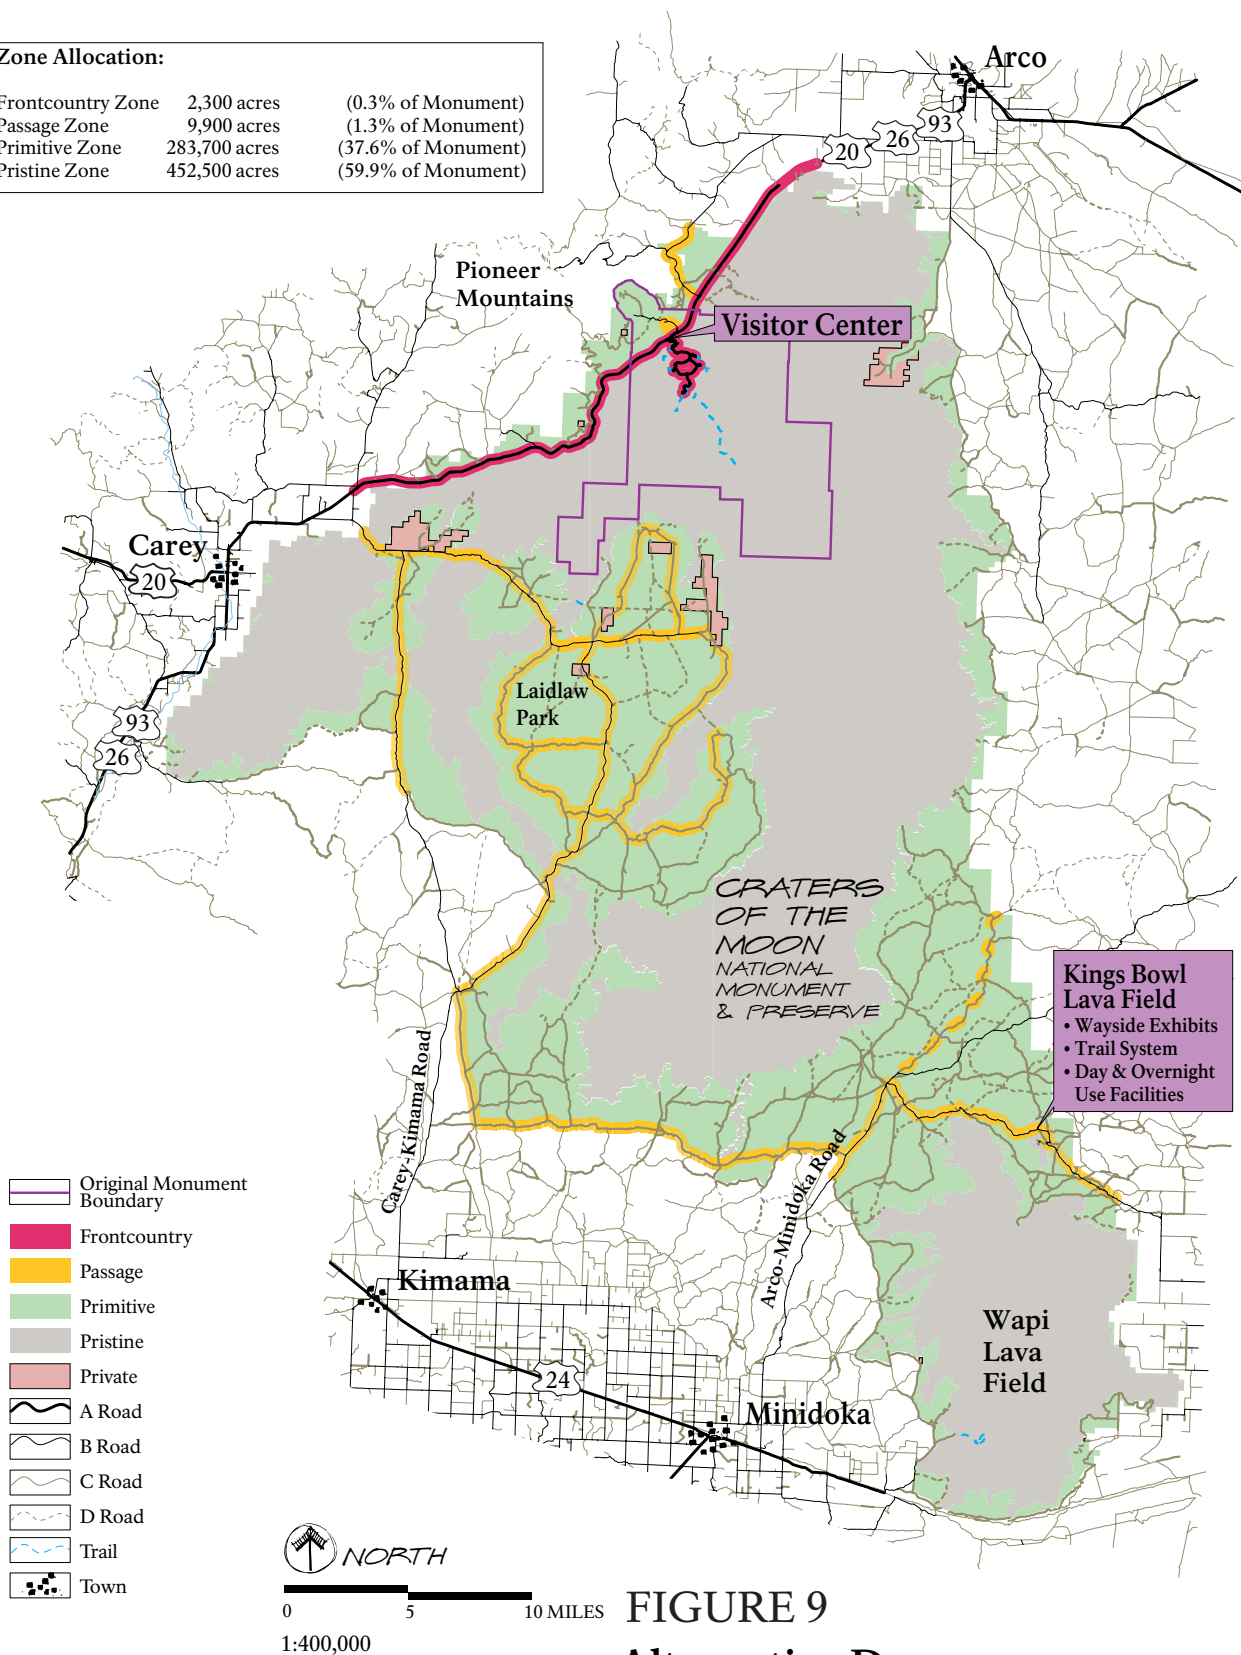 Zone Allocation:
Frontcountry Zone 2,300 acres (0.3% of Monument)
Passage Zone 9,900 acres (1.3% of Monument)
Primitive Zone 283,700 acres (37.6% of Monument)
Pristine Zone 452,500 acres (59.9% of Monument)
Arco
93
26
20
Pioneer
Mountains
Visitor Center
Carey
20
Laidlaw
Park
93
26
CRATERS
OF THE
MOON
NATIONAL
MONUMENT
& PRESERVE
Kings Bowl
Lava Field
• Wayside Exhibits
• Trail System
• Day & Overnight
Use Facilities
Carey-Kimama Road
Arco-Minidoka Road
Original Monument
Boundary
Frontcountry
Passage
Primitive
Pristine
Private
A Road
B Road
C Road
D Road
Trail
Town
Kimama
24
Minidoka
Wapi
Lava
Field
NORTH
0 5 10 MILES
1:400,000
FIGURE 9
Alternative D